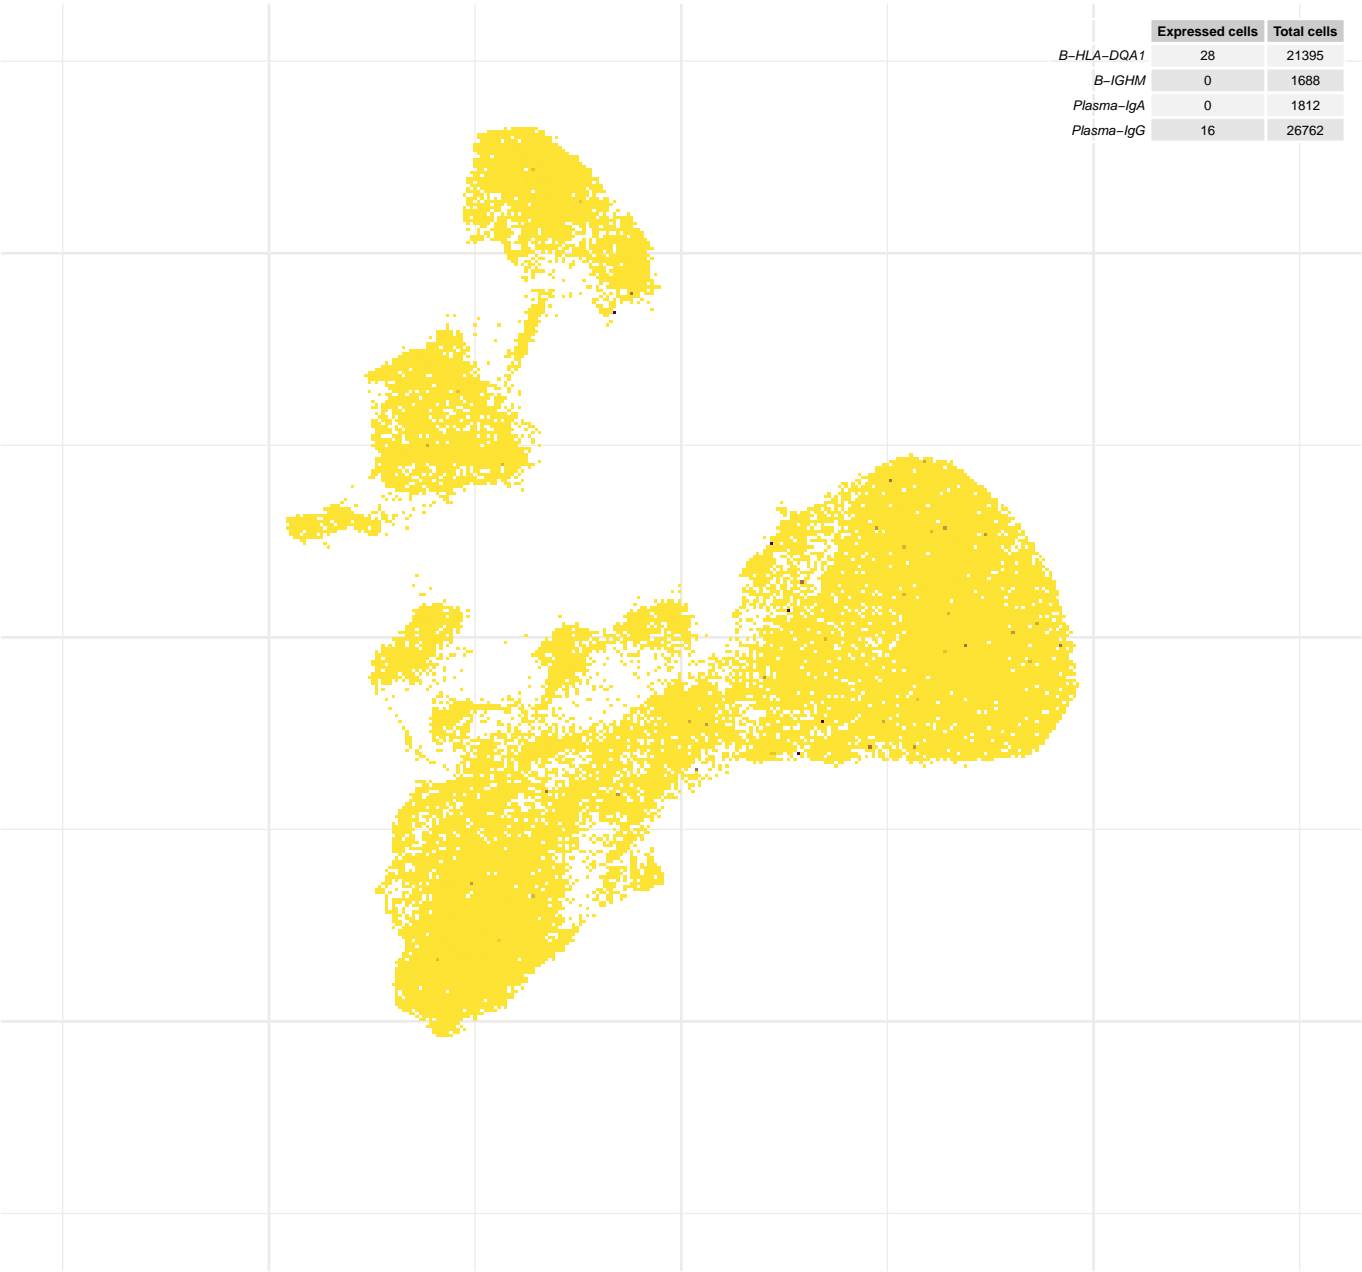 Expressed cells Total cells
B−HLA−DQA1 28 21395
B−IGHM 0 1688
Plasma−IgA 0 1812
Plasma−IgG 16 26762